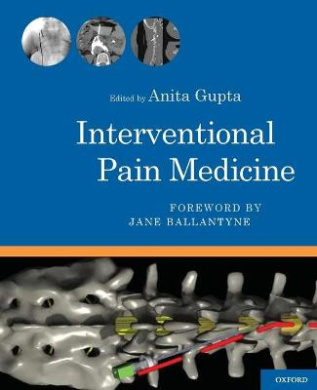 Edited by Anita Gupta
Interventional
Pain Medicine
FOREWORD BY
JANE BALLANTYNE
OXFORD